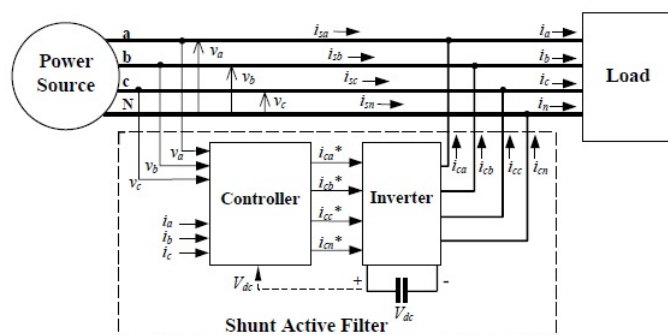 a i_sa i_a
b i_sb i_b
c i_sc i_c
N i_sn i_n
Power
Source
Load
v_a
v_b
v_c
v_a
v_b
v_c
i_ca i_cb i_cc i_cn
i_a
i_b
i_c
Controller
i_ca*
i_cb*
i_cc*
i_cn*
Inverter
V_dc
+ -
V_dc
Shunt Active Filter